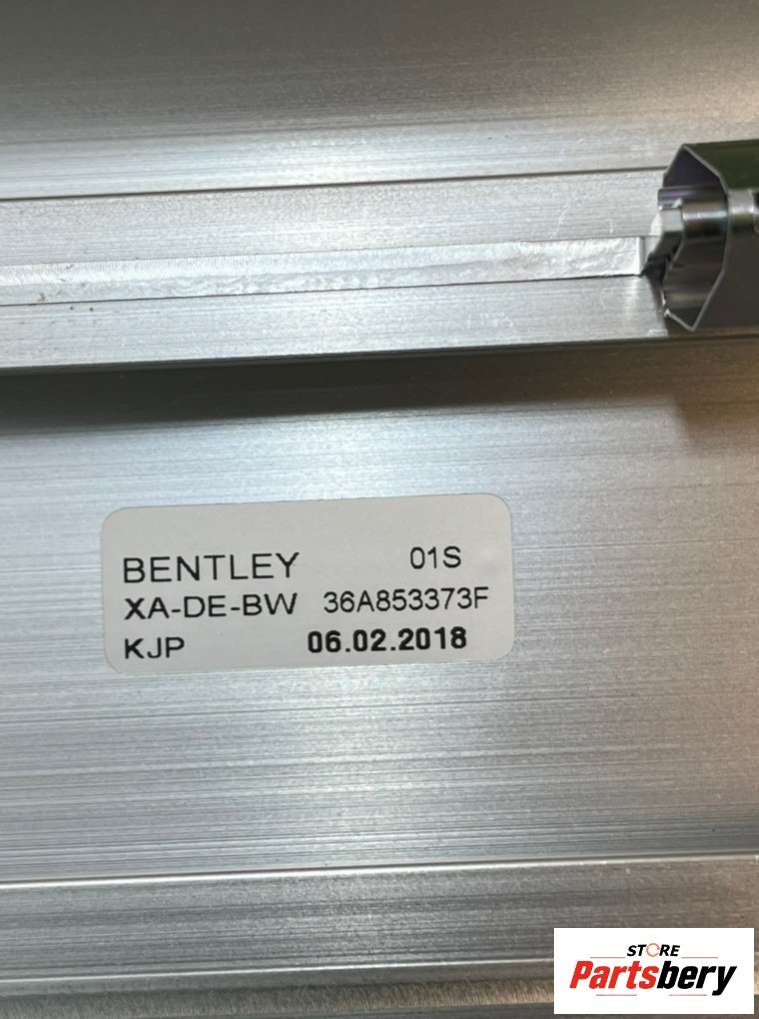 BENTLEY 01S
XA-DE-BW 36A853373F
KJP 06.02.2018
STORE
Partsbery